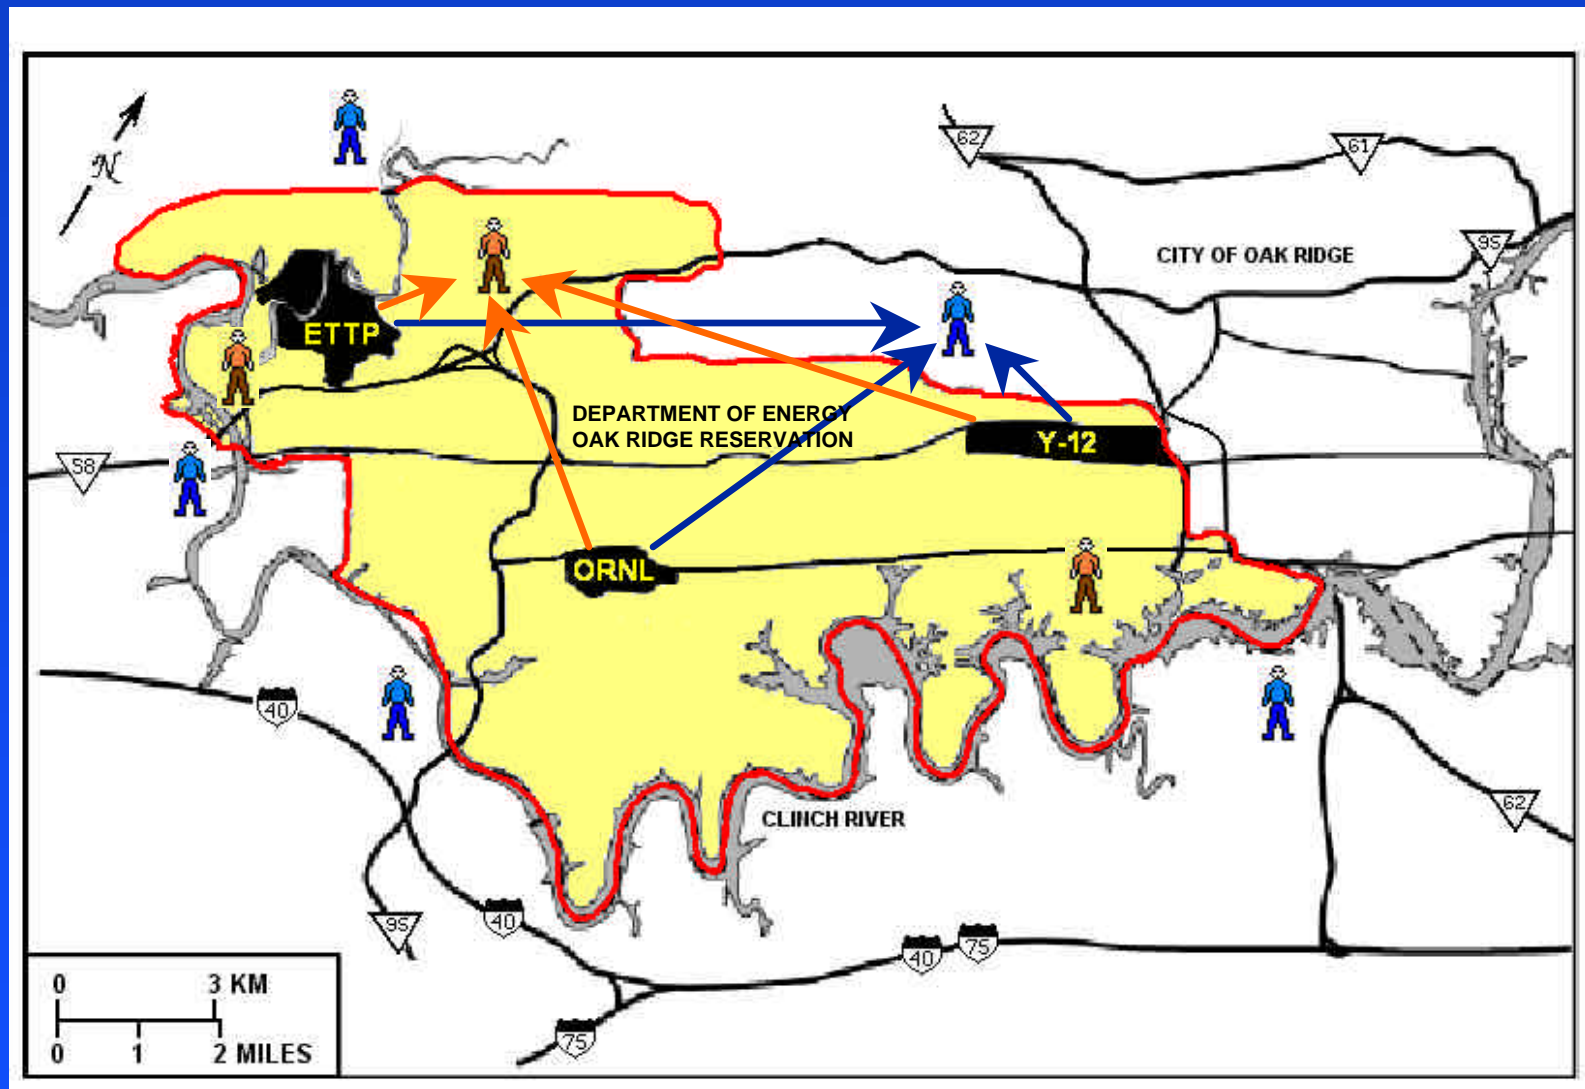 N
62
61
95
CITY OF OAK RIDGE
ETTP
DEPARTMENT OF ENERGY
OAK RIDGE RESERVATION
Y-12
58
ORNL
40
62
CLINCH RIVER
95
40
40
75
75
0 3 KM
0 1 2 MILES